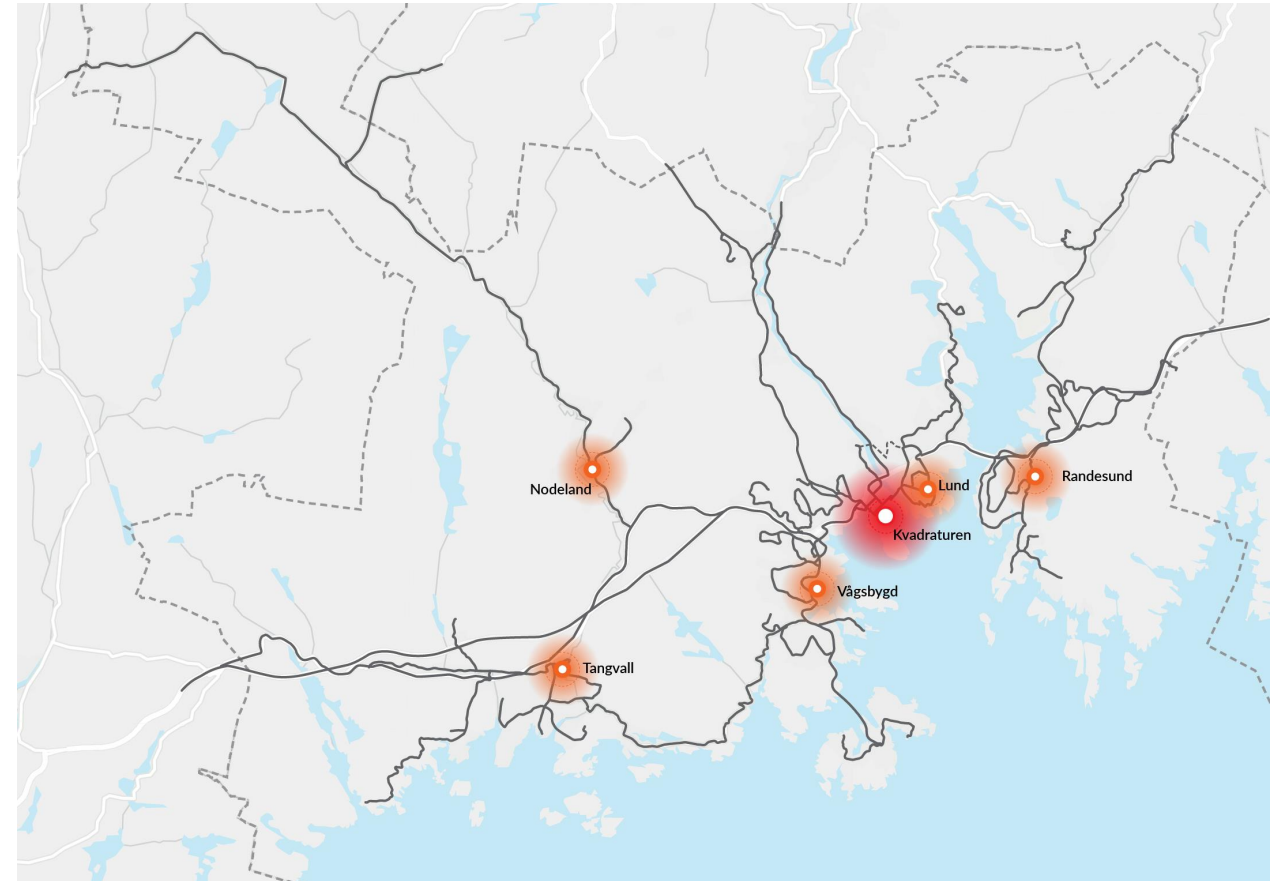 Randesund
Lund
Nodeland
Kvadraturen
Vågsbygd
Tangvall